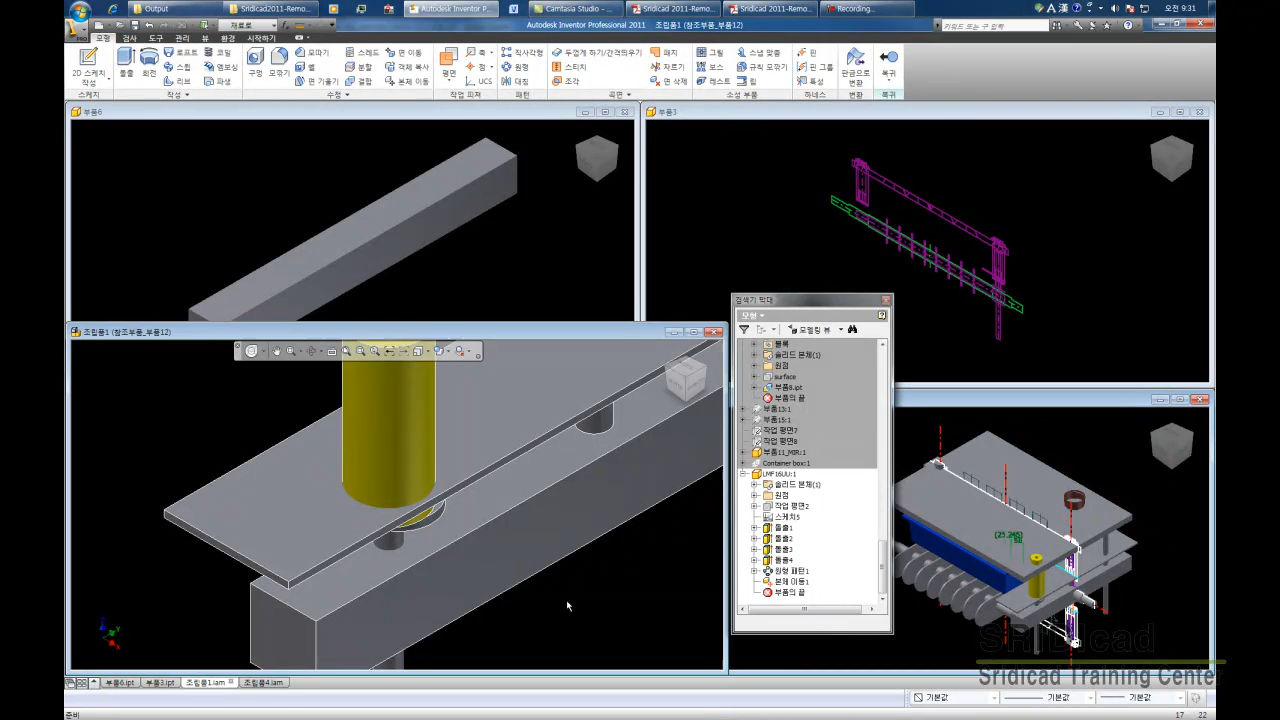 Output
Sridicad2011-Remo...
Autodesk Inventor P...
Camtasia Studio - ...
Sridicad 2011-Remo...
Sridicad 2011-Remo...
Recording...
오전 9:31
재료로
Autodesk Inventor Professional 2011 조립품1 (참조부품_부품12)
키워드 또는 구 입력
모형 검사 도구 관리 뷰 환경 시작하기
2D 스케치 작성
돌출 회전
로프트 코일
스윕 엠보싱
리브 파생
구멍 모깎기
모따기 스레드 면 이동
쉘 분할 객체 복사
면 기울기 결합 본체 이동
평면
축
점
UCS
직사각형
원형
대칭
두껍게 하기/간격띄우기 패치
스티치 자르기
조각 면 삭제
그릴 스냅 맞춤
보스 규칙 모깎기
레스트 립
핀
핀 그룹
특성
판금으로 변환
복귀
스케치 작성 수정 작업 피쳐 패턴 곡면 소성 부품 하네스 변환 복귀
부품6
부품3
조립품1 (참조부품_부품12)
검색기 막대
모형
모델링 뷰
블록
솔리드 본체(1)
원점
surface
부품8.ipt
부품의 끝
부품13:1
부품15:1
작업 평면7
작업 평면8
부품11_MIR:1
Container box:1
LMF16UU:1
솔리드 본체(1)
원점
작업 평면2
스케치5
돌출1
돌출2
돌출3
돌출4
원형 패턴1
본체 이동1
부품의 끝
SRIDIcad
Sridicad Training Center
부품6.ipt 부품3.ipt 조립품1.iam 조립품4.iam
기본값 기본값 기본값
준비
17 22